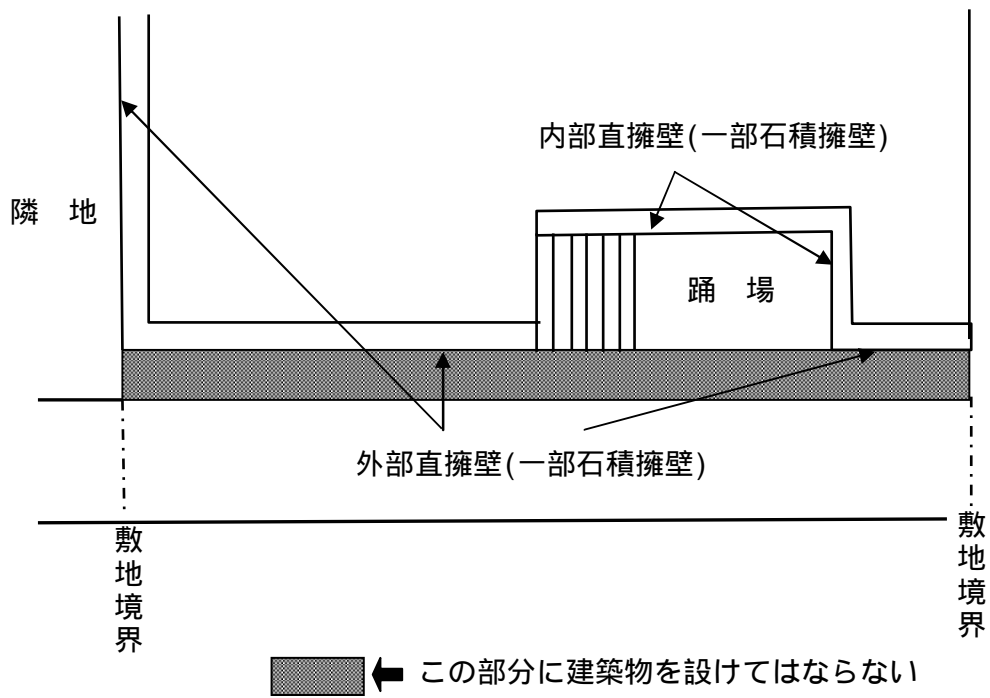 内部直擁壁(一部石積擁壁)
隣　地
踊　場
外部直擁壁(一部石積擁壁)
敷地境界
敷地境界
この部分に建築物を設けてはならない